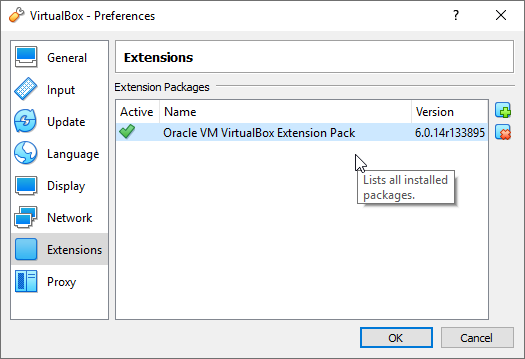 VirtualBox - Preferences
?
General
Input
Update
Language
Display
Network
Extensions
Proxy
Extensions
Extension Packages
Active Name Version
Oracle VM VirtualBox Extension Pack 6.0.14r133895
Lists all installed
packages.
OK Cancel